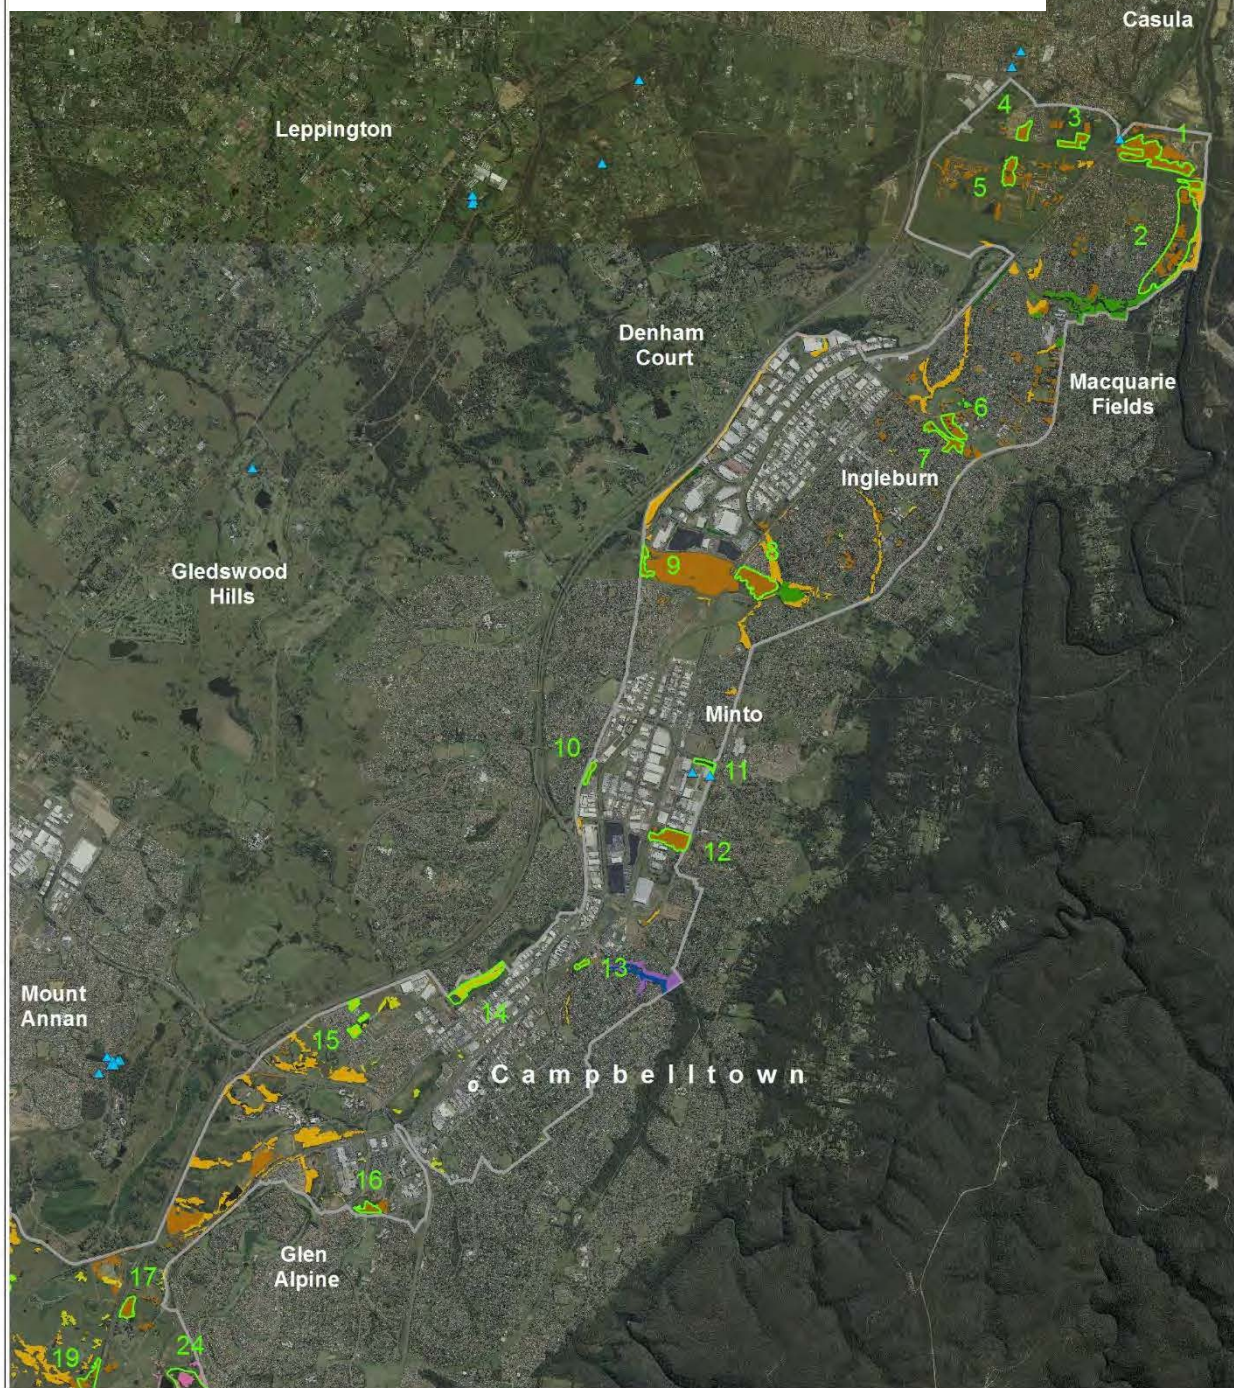 Casula
Leppington
4
3
1
5
2
Denham
Court
Macquarie
Fields
6
7
Ingleburn
8
9
Gledswood
Hills
Minto
10
11
12
13
Mount
Annan
14
15
Campbelltown
16
Glen
Alpine
17
24
19